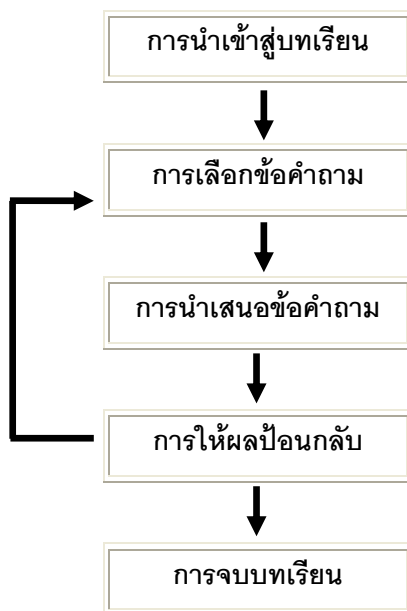 การนำเข้าสู่บทเรียน
การเลือกข้อคำถาม
การนำเสนอข้อคำถาม
การให้ผลป้อนกลับ
การจบบทเรียน